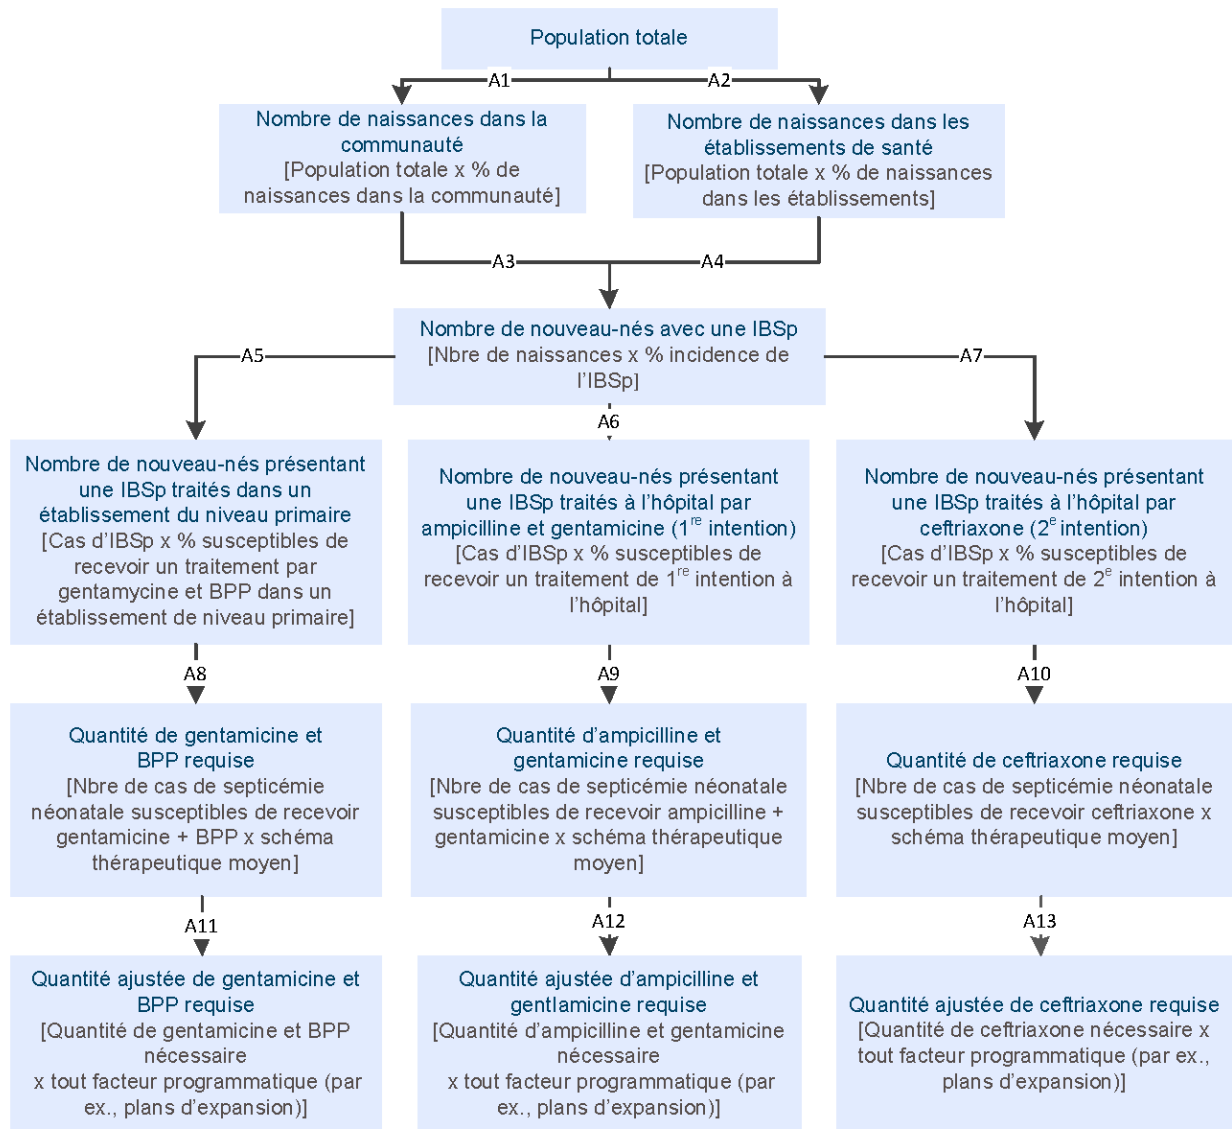 Population totale
A1
A2
Nombre de naissances dans la
communauté
[Population totale x % de
naissances dans la communauté]
Nombre de naissances dans les
établissements de santé
[Population totale x % de naissances
dans les établissements]
A3
A4
Nombre de nouveau-nés avec une IBSp
[Nbre de naissances x % incidence de
l'IBSp]
A5
A6
A7
Nombre de nouveau-nés présentant
une IBSp traités dans un
établissement du niveau primaire
[Cas d'IBSp x % susceptibles de
recevoir un traitement par
gentamycine et BPP dans un
établissement de niveau primaire]
Nombre de nouveau-nés présentant
une IBSp traités à l'hôpital par
ampicilline et gentamicine (1re intention)
[Cas d'IBSp x % susceptibles de
recevoir un traitement de 1re intention à
l'hôpital]
Nombre de nouveau-nés présentant
une IBSp traités à l'hôpital par
ceftriaxone (2e intention)
[Cas d'IBSp x % susceptibles de
recevoir un traitement de 2e intention à
l'hôpital]
A8
A9
A10
Quantité de gentamicine et
BPP requise
[Nbre de cas de septicémie
néonatale susceptibles de recevoir
gentamicine + BPP x schéma
thérapeutique moyen]
Quantité d'ampicilline et
gentamicine requise
[Nbre de cas de septicémie néonatale
susceptibles de recevoir ampicilline +
gentamicine x schéma thérapeutique
moyen]
Quantité de ceftriaxone requise
[Nbre de cas de septicémie néonatale
susceptibles de recevoir ceftriaxone x
schéma thérapeutique moyen]
A11
A12
A13
Quantité ajustée de gentamicine et
BPP requise
[Quantité de gentamicine et BPP
nécessaire
x tout facteur programmatique (par
ex., plans d'expansion)]
Quantité ajustée d'ampicilline et
gentlamicine requise
[Quantité d'ampicilline et gentamicine
nécessaire
x tout facteur programmatique (par
ex., plans d'expansion)]
Quantité ajustée de ceftriaxone requise
[Quantité de ceftriaxone nécessaire x
tout facteur programmatique (par ex.,
plans d'expansion)]